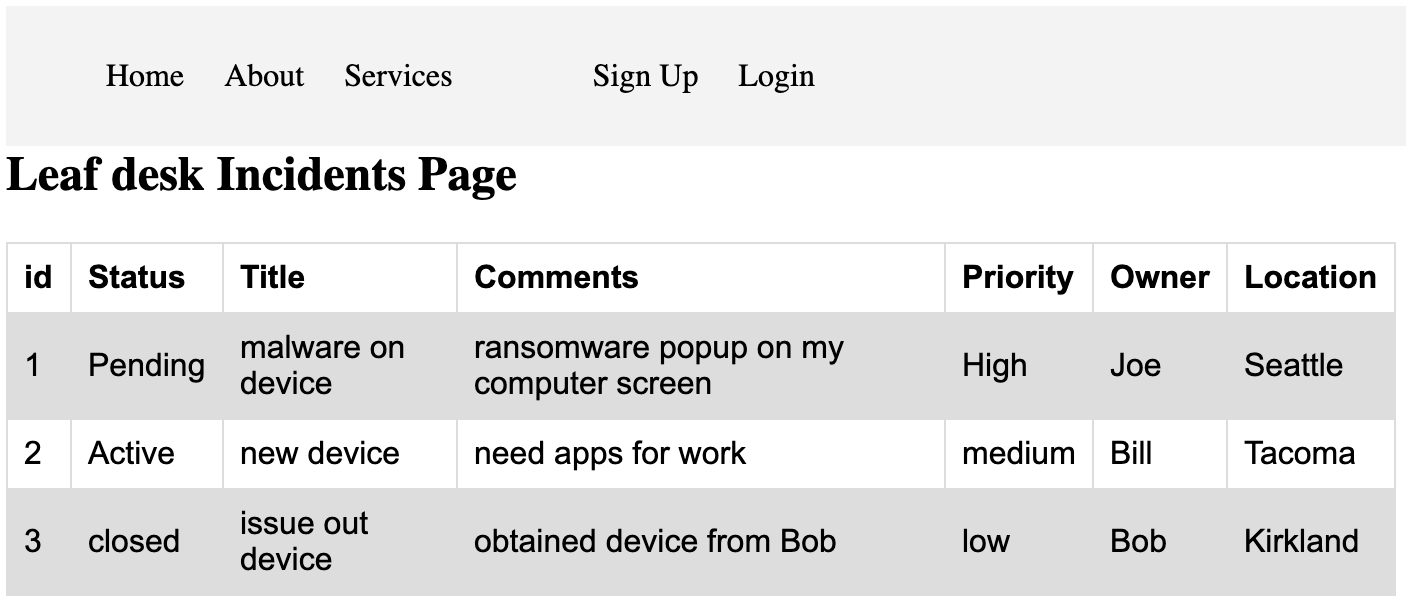 Home About Services Sign Up Login
Leaf desk Incidents Page
id Status Title Comments Priority Owner Location
1 Pending malware on device ransomware popup on my computer screen High Joe Seattle
2 Active new device need apps for work medium Bill Tacoma
3 closed issue out device obtained device from Bob low Bob Kirkland